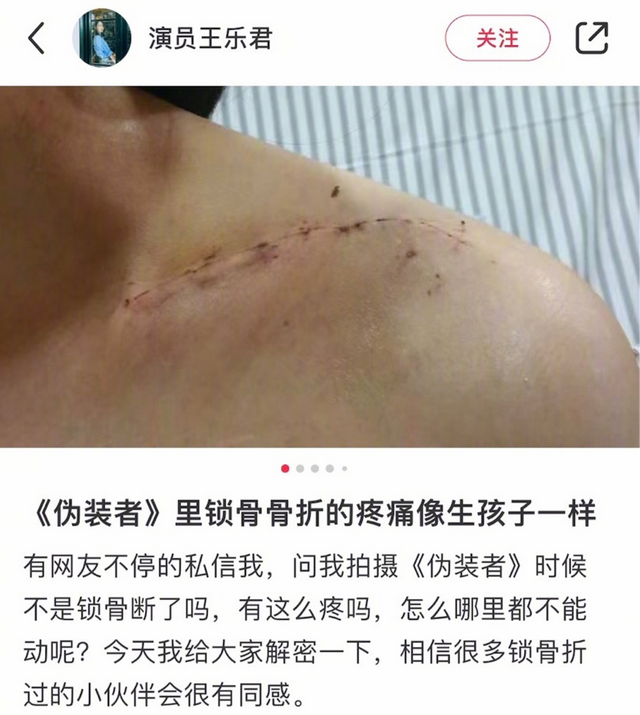 演员王乐君
关注
《伪装者》里锁骨骨折的疼痛像生孩子一样
有网友不停的私信我，问我拍摄《伪装者》时候
不是锁骨断了吗，有这么疼吗，怎么哪里都不能
动呢？今天我给大家解密一下，相信很多锁骨折
过的小伙伴会很有同感。